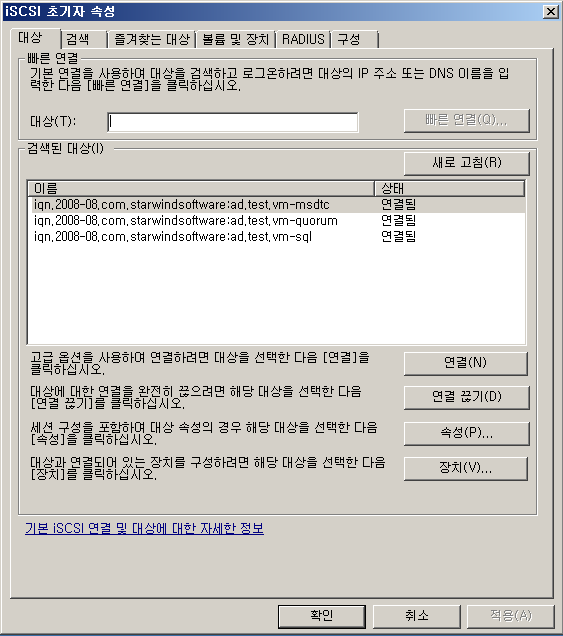 iSCSI 초기자 속성
대상 검색 즐겨찾는 대상 볼륨 및 장치 RADIUS 구성
빠른 연결
기본 연결을 사용하여 대상을 검색하고 로그온하려면 대상의 IP 주소 또는 DNS 이름을 입
력한 다음 [빠른 연결]을 클릭하십시오.
대상(T): 빠른 연결(Q)...
검색된 대상(I)
새로 고침(R)
이름 상태
iqn.2008-08.com.starwindsoftware:ad.test.vm-msdtc 연결됨
iqn.2008-08.com.starwindsoftware:ad.test.vm-quorum 연결됨
iqn.2008-08.com.starwindsoftware:ad.test.vm-sql 연결됨
고급 옵션을 사용하여 연결하려면 대상을 선택한 다음 [연결]을
클릭하십시오.
연결(N)
대상에 대한 연결을 완전히 끊으려면 해당 대상을 선택한 다음
[연결 끊기]를 클릭하십시오.
연결 끊기(D)
세션 구성을 포함하여 대상 속성의 경우 해당 대상을 선택한 다음
[속성]을 클릭하십시오.
속성(P)...
대상과 연결되어 있는 장치를 구성하려면 해당 대상을 선택한 다음
[장치]를 클릭하십시오.
장치(V)...
기본 iSCSI 연결 및 대상에 대한 자세한 정보
확인 취소 적용(A)